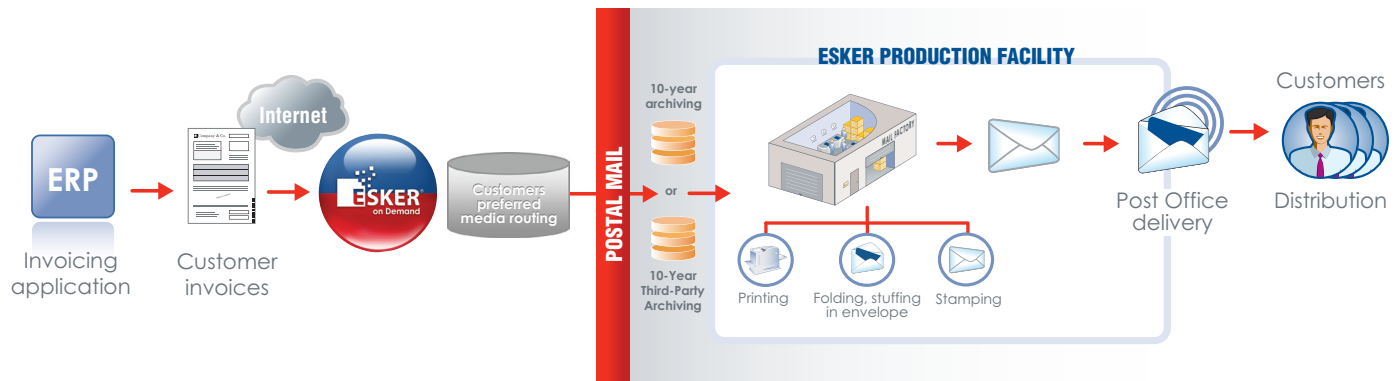 ERP
Invoicing
application
Company & Co.
Customer
invoices
Internet
ESKER®
on Demand
Customers
preferred
media routing
POSTAL MAIL
10-year
archiving
or
10-Year
Third-Party
Archiving
ESKER PRODUCTION FACILITY
MAIL FACTORY
Printing
Folding, stuffing
in envelope
Stamping
Post Office
delivery
Customers
Distribution